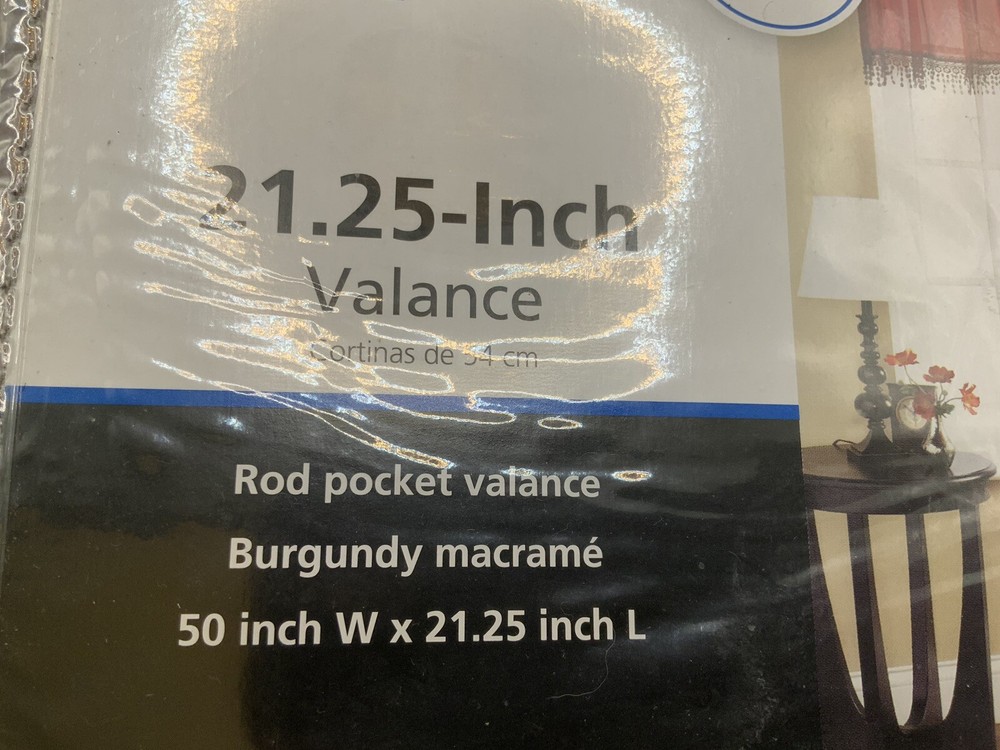 21.25-Inch
Valance
Cortinas de 54 cm
Rod pocket valance
Burgundy macramé
50 inch W x 21.25 inch L